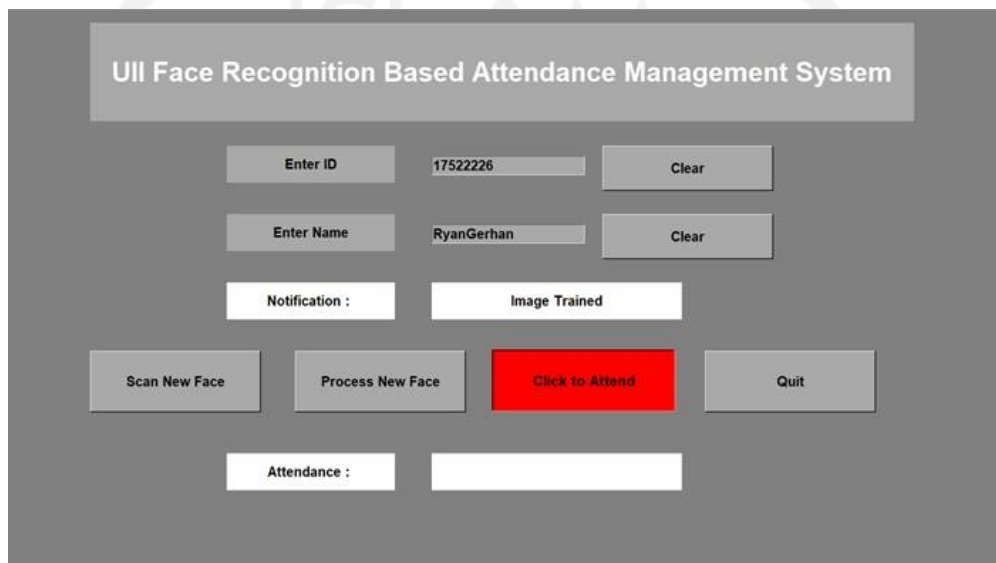 UII Face Recognition Based Attendance Management System
Enter ID
17522226
Clear
Enter Name
RyanGerhan
Clear
Notification :
Image Trained
Scan New Face
Process New Face
Click to Attend
Quit
Attendance :